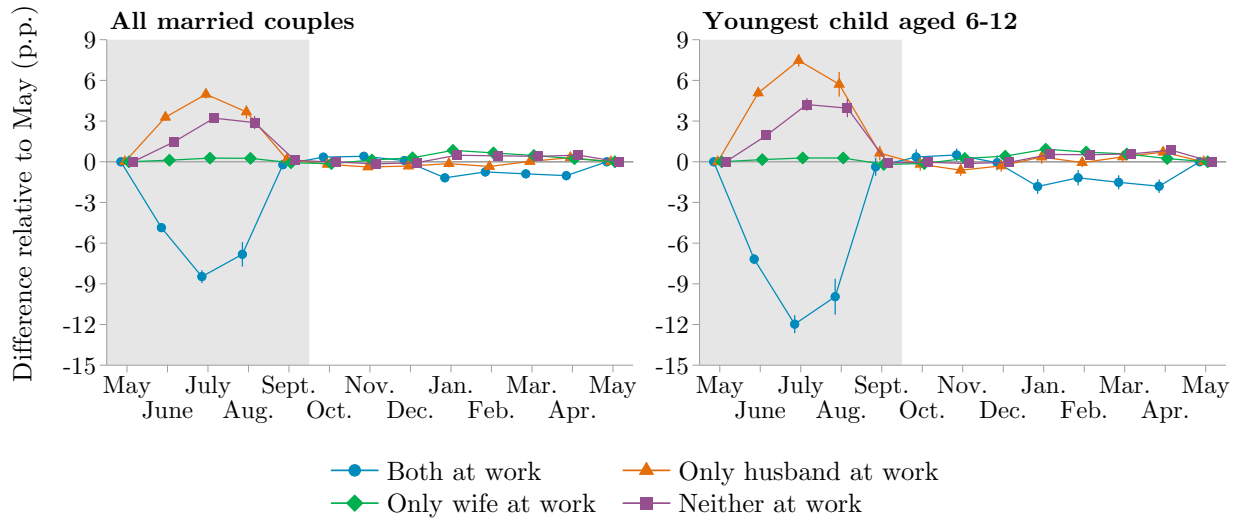 All married couples
Youngest child aged 6-12
Difference relative to May (p.p.)
9
6
3
0
-3
-6
-9
-12
-15
May July Sept. Nov. Jan. Mar. May
June Aug. Oct. Dec. Feb. Apr.
9
6
3
0
-3
-6
-9
-12
-15
May July Sept. Nov. Jan. Mar. May
June Aug. Oct. Dec. Feb. Apr.
Both at work
Only husband at work
Only wife at work
Neither at work